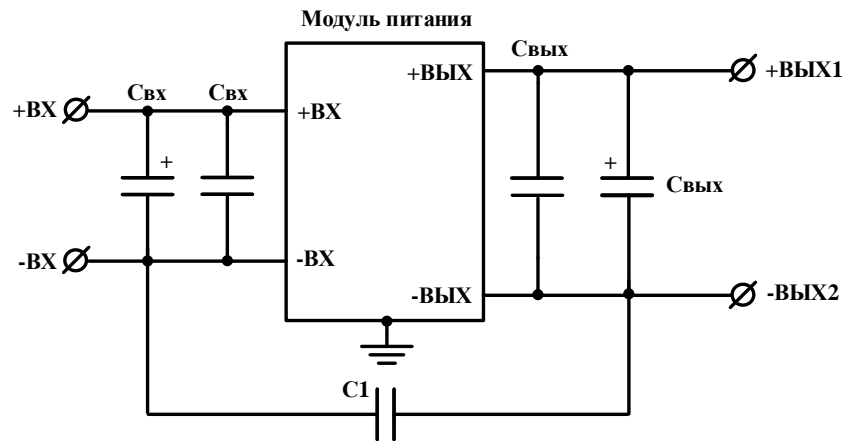 Модуль питания
Свых
+ВЫХ
+ВЫХ1
Свх
Свх
+ВХ
+ВХ
+
+
Свых
-ВХ
-ВХ
-ВЫХ
-ВЫХ2
С1